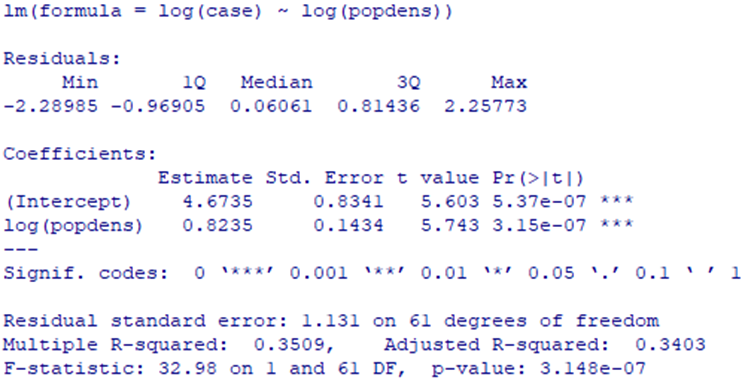 lm(formula = log(case) ~ log(popdens))
Residuals:
Min 1Q Median 3Q Max
-2.28985 -0.96905 0.06061 0.81436 2.25773
Coefficients:
Estimate Std. Error t value Pr(>|t|)
(Intercept) 4.6735 0.8341 5.603 5.37e-07 ***
log(popdens) 0.8235 0.1434 5.743 3.15e-07 ***
---
Signif. codes: 0 ‘***’ 0.001 ‘**’ 0.01 ‘*’ 0.05 ‘.’ 0.1 ‘ ’ 1
Residual standard error: 1.131 on 61 degrees of freedom
Multiple R-squared: 0.3509, Adjusted R-squared: 0.3403
F-statistic: 32.98 on 1 and 61 DF, p-value: 3.148e-07